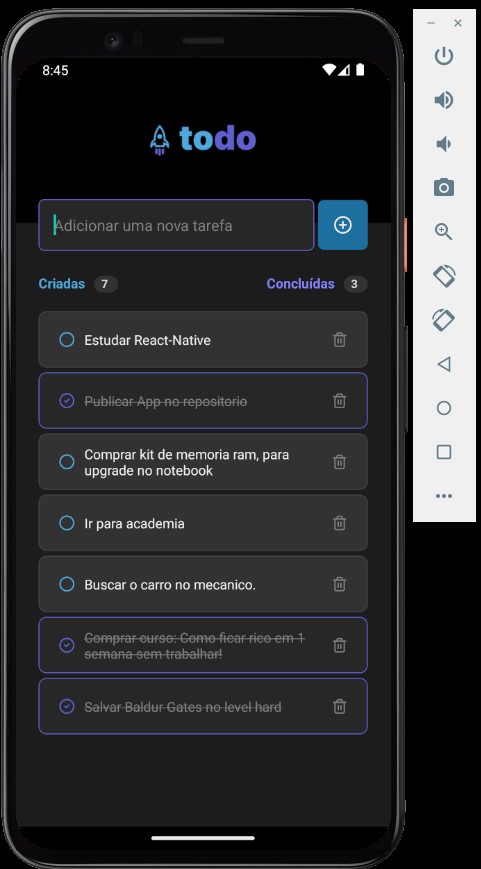 8:45
todo
Adicionar uma nova tarefa
Criadas 7
Concluídas 3
Estudar React-Native
Publicar App no repositorio
Comprar kit de memoria ram, para
upgrade no notebook
Ir para academia
Buscar o carro no mecanico.
Comprar curso: Como ficar rico em 1
semana sem trabalhar!
Salvar Baldur Gates no level hard